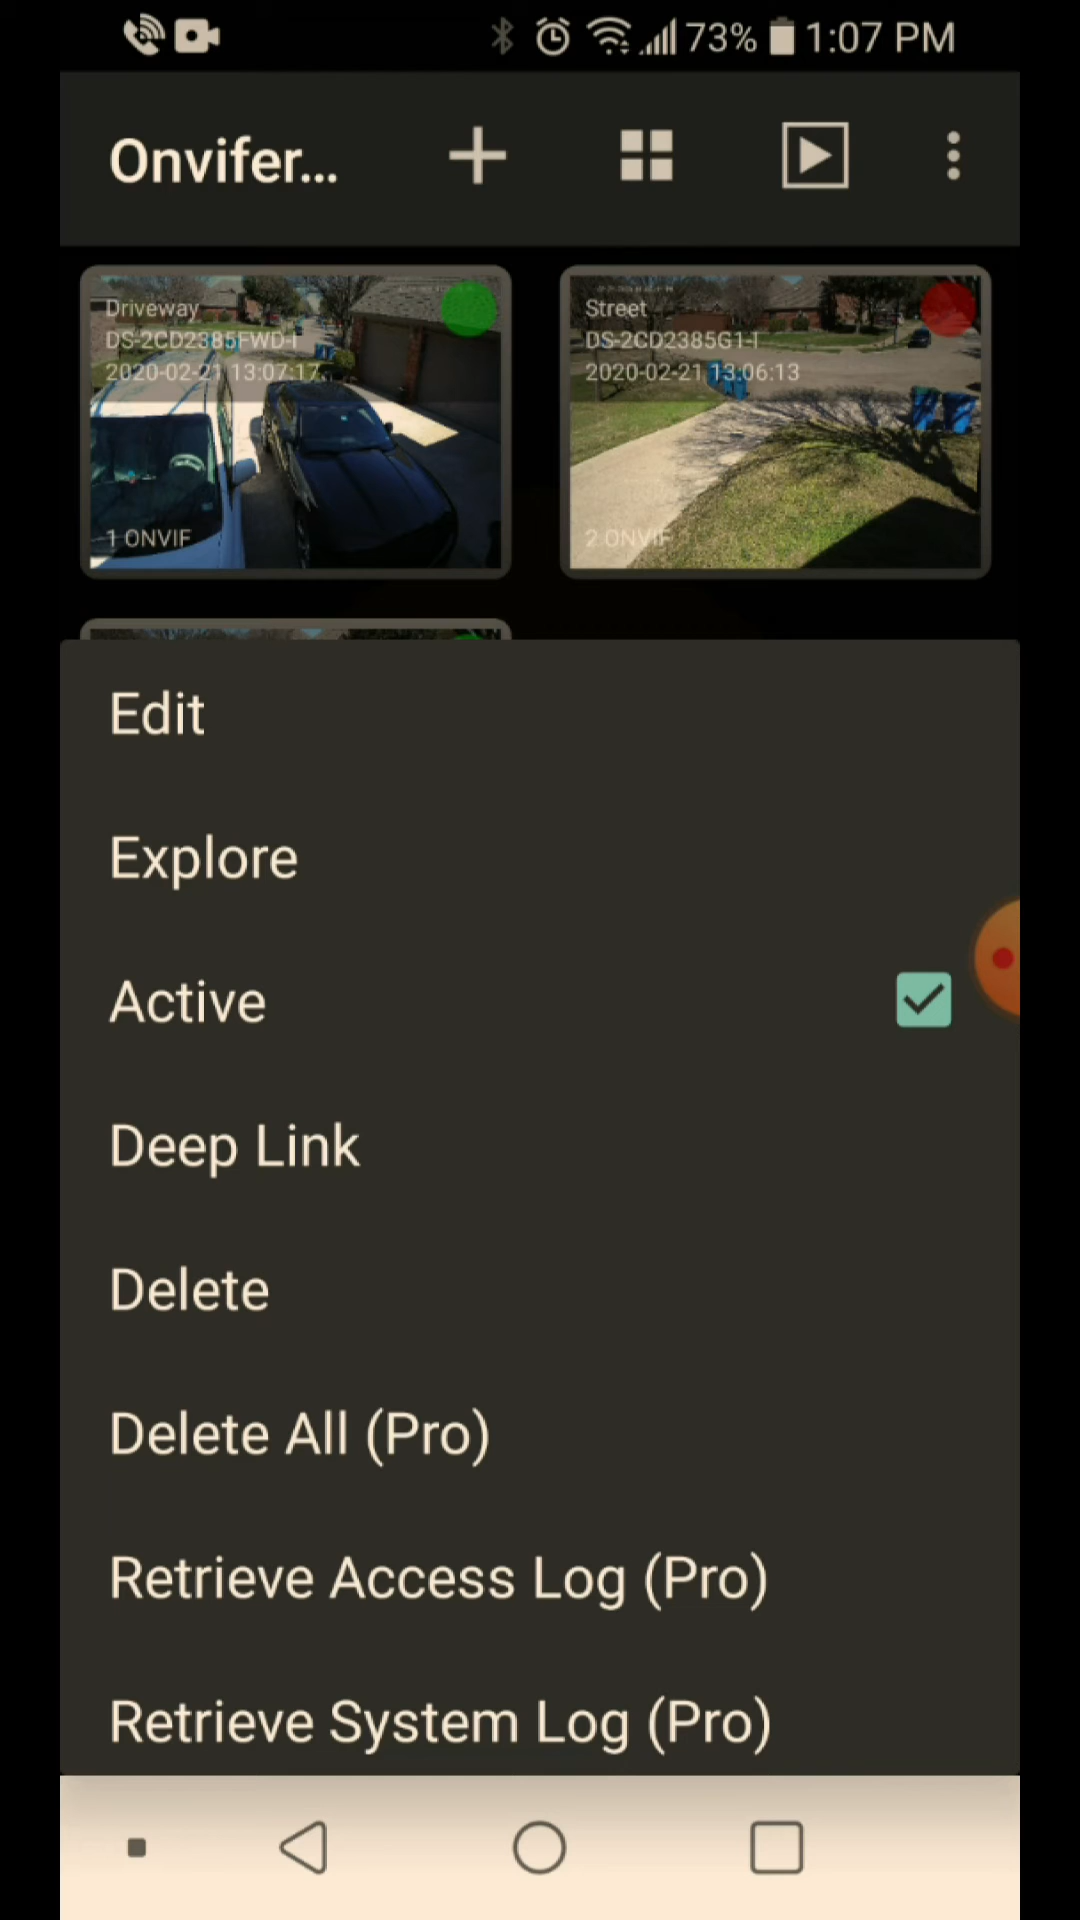 73% 1:07 PM
Onvifer...
Driveway
DS-2CD2385FWD-I
2020-02-21 13:07:17
1 ONVIF
Street
DS-2CD2385G1-I
2020-02-21 13:06:13
2 ONVIF
Edit
Explore
Active
Deep Link
Delete
Delete All (Pro)
Retrieve Access Log (Pro)
Retrieve System Log (Pro)